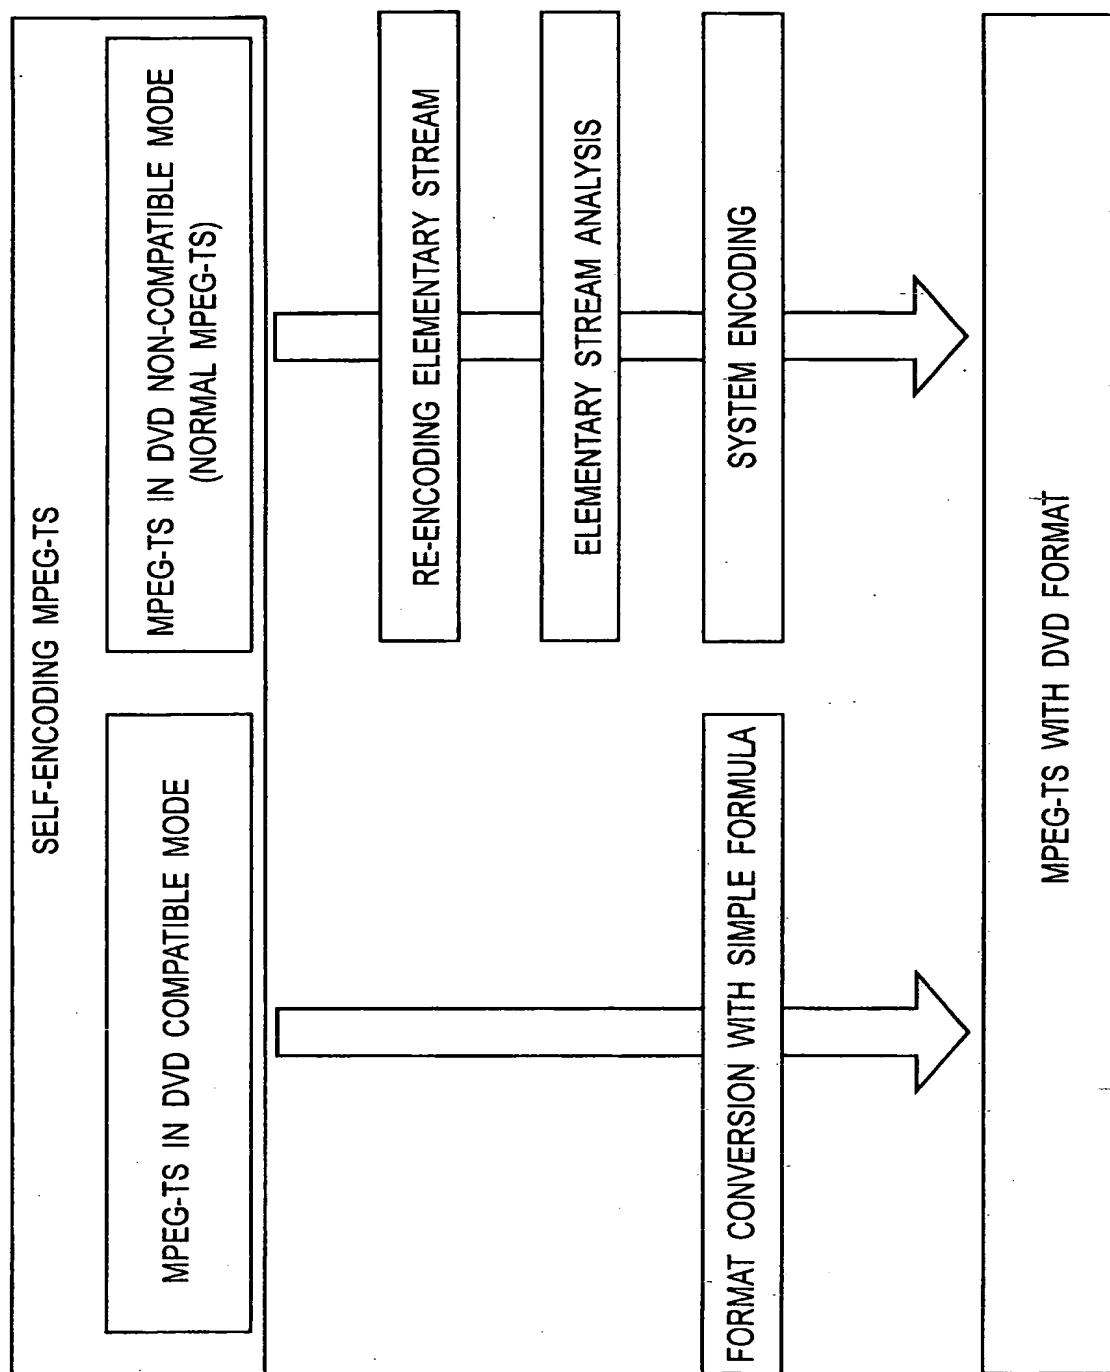 SELF-ENCODING MPEG-TS
MPEG-TS IN DVD COMPATIBLE MODE
MPEG-TS IN DVD NON-COMPATIBLE MODE
(NORMAL MPEG-TS)
RE-ENCODING ELEMENTARY STREAM
ELEMENTARY STREAM ANALYSIS
FORMAT CONVERSION WITH SIMPLE FORMULA
SYSTEM ENCODING
MPEG-TS WITH DVD FORMAT